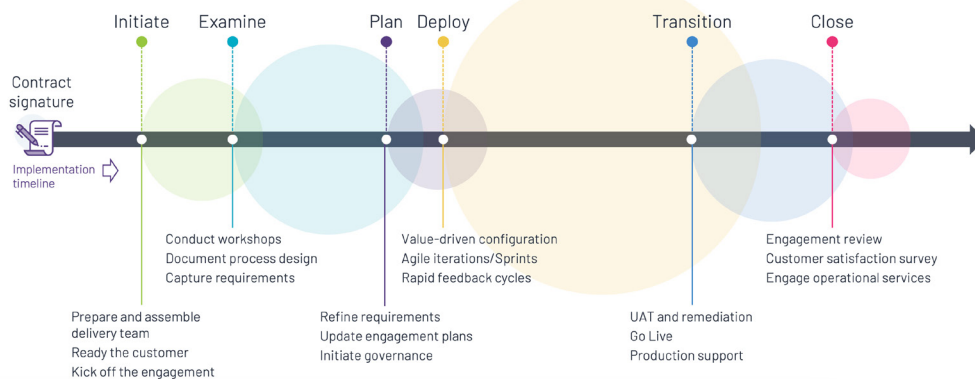 Initiate
Examine
Plan
Deploy
Transition
Close
Contract
signature
Implementation
timeline
Conduct workshops
Document process design
Capture requirements
Value-driven configuration
Agile iterations/Sprints
Rapid feedback cycles
Engagement review
Customer satisfaction survey
Engage operational services
Prepare and assemble
delivery team
Ready the customer
Kick off the engagement
Refine requirements
Update engagement plans
Initiate governance
UAT and remediation
Go Live
Production support